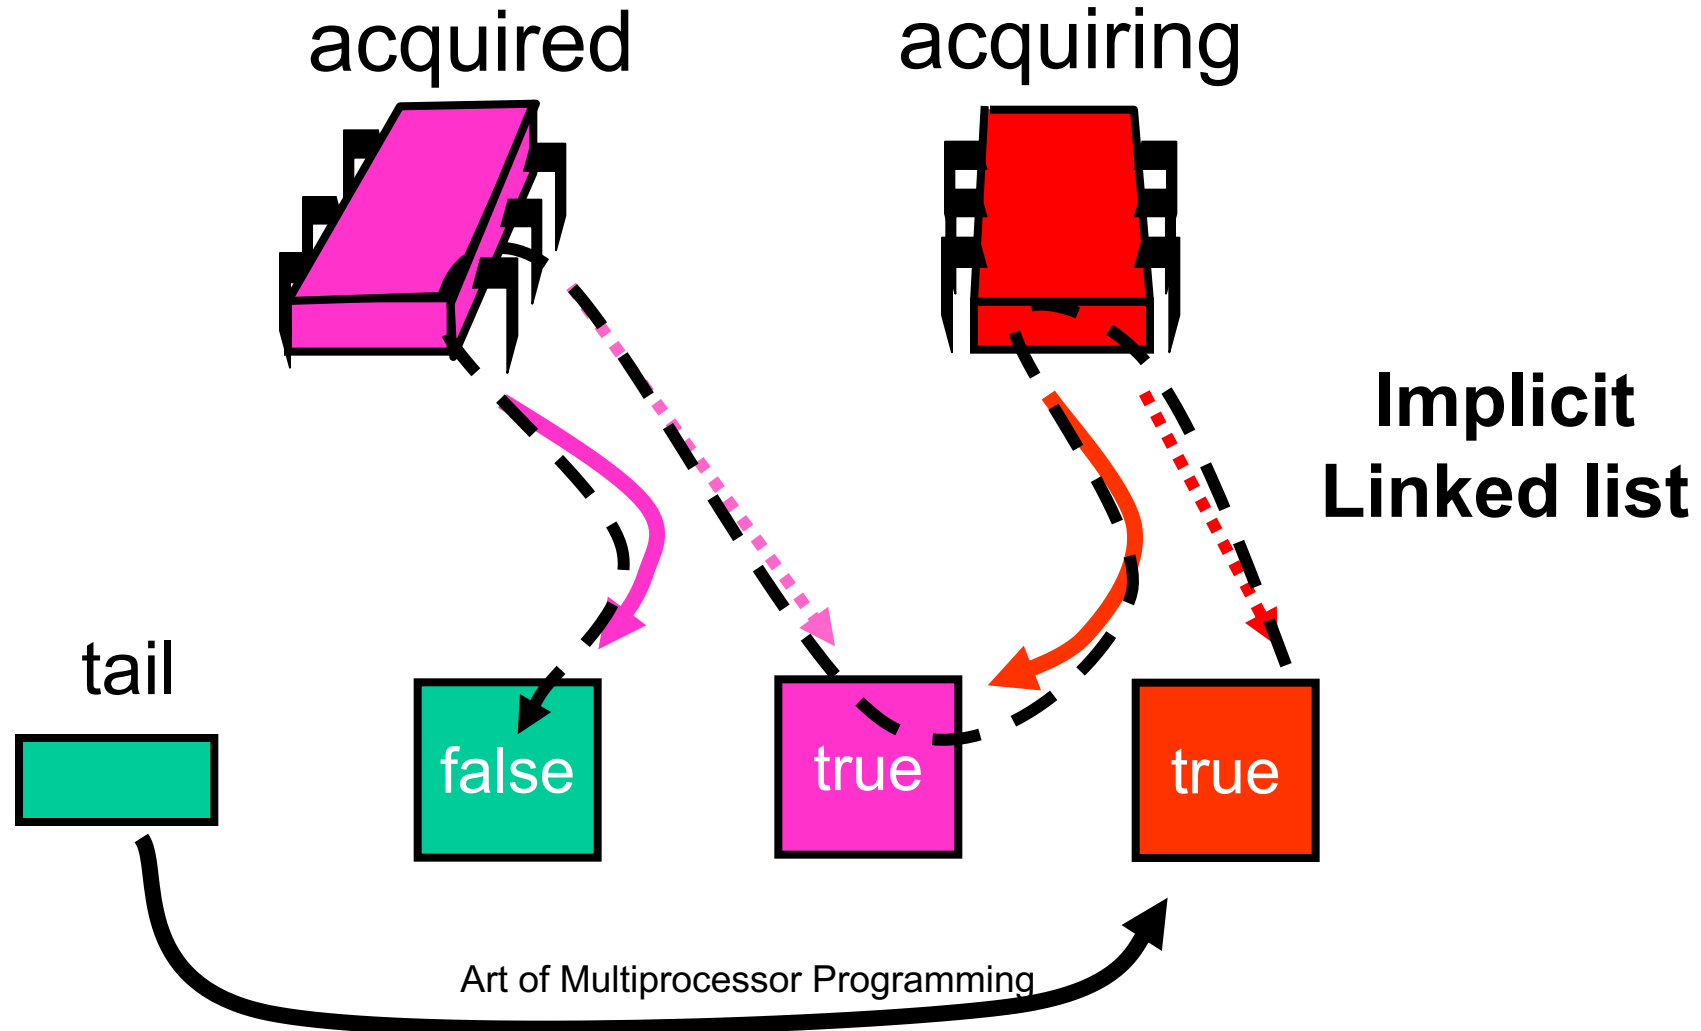 acquired
acquiring
Implicit
Linked list
tail
false
true
true
Art of Multiprocessor Programming